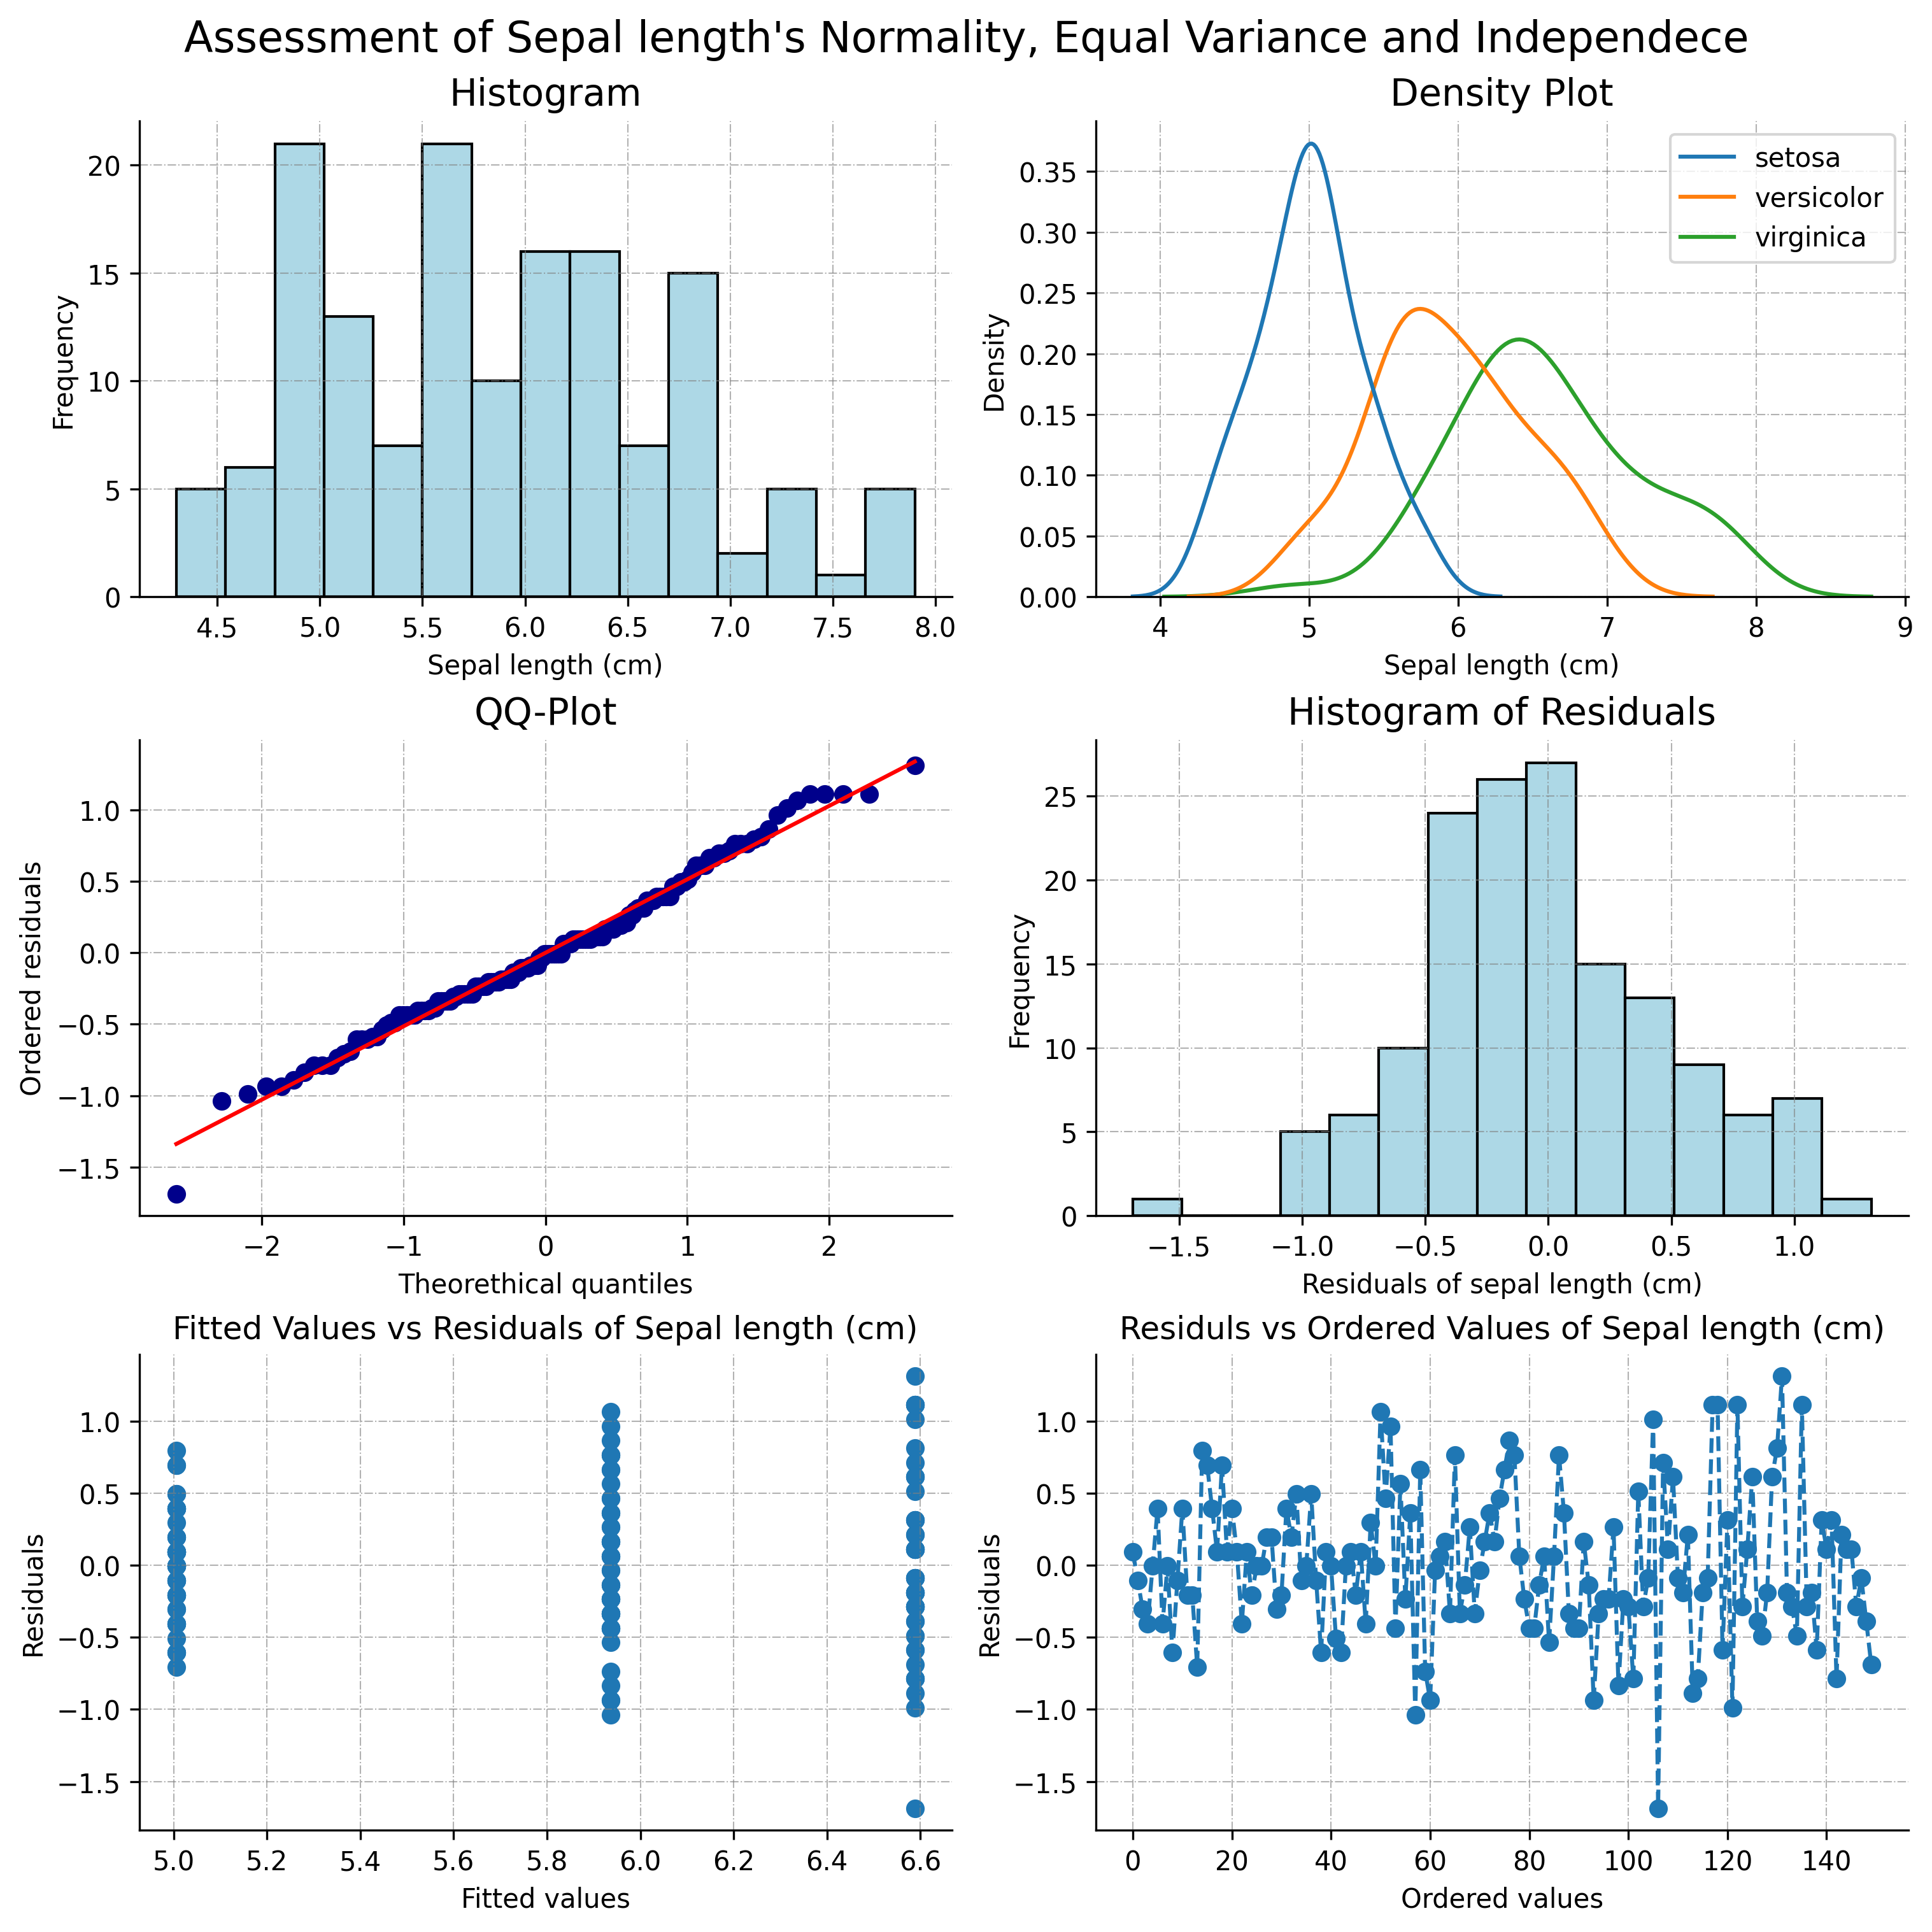 Assessment of Sepal length's Normality, Equal Variance and Independece
Histogram
Frequency
20
15
10
5
0
4.5 5.0 5.5 6.0 6.5 7.0 7.5 8.0
Sepal length (cm)
Density Plot
Density
0.35
0.30
0.25
0.20
0.15
0.10
0.05
0.00
4 5 6 7 8 9
Sepal length (cm)
setosa
versicolor
virginica
QQ-Plot
Ordered residuals
1.0
0.5
0.0
−0.5
−1.0
−1.5
−2 −1 0 1 2
Theorethical quantiles
Histogram of Residuals
Frequency
25
20
15
10
5
0
−1.5 −1.0 −0.5 0.0 0.5 1.0
Residuals of sepal length (cm)
Fitted Values vs Residuals of Sepal length (cm)
Residuals
1.0
0.5
0.0
−0.5
−1.0
−1.5
5.0 5.2 5.4 5.6 5.8 6.0 6.2 6.4 6.6
Fitted values
Residuls vs Ordered Values of Sepal length (cm)
Residuals
1.0
0.5
0.0
−0.5
−1.0
−1.5
0 20 40 60 80 100 120 140
Ordered values